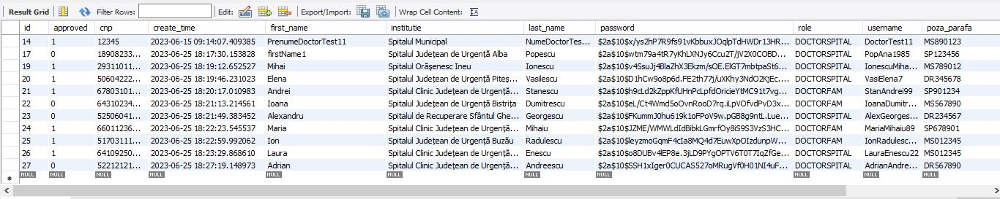 Result Grid Filter Rows: Edit: Export/Import: Wrap Cell Content:
id approved cnp create_time first_name institutie last_name password role username poza_parafa
14 1 12345 2023-06-15 09:14:07.409385 PrenumeDoctorTest11 Spitalul Municipal NumeDoctorTes... $2a$10$x/ys2hP7R9fs91vKbbuxJOqlpTdHWDr13HR... DOCTORSPITAL DoctorTest11 MS890123
17 0 18908233... 2023-06-25 18:17:30.153828 firstName1 Spitalul Județean de Urgență Alba Popescu $2a$10$wtm79a4tR7yKhLXNJy6Ccu2T/jV2X0COBD... DOCTORSPITAL PopAna1985 SP123456
19 1 29311011... 2023-06-25 18:19:12.652527 Mihai Spitalul Orășenesc Ineu Ionescu $2a$10$v4SsuJj4BlaZhX3Ekzm/sOE.ElGT7mbtpaSt6... DOCTORSPITAL IonescuMiha... MS789012
20 1 50604222... 2023-06-25 18:19:46.231023 Elena Spitalul Județean de Urgență Piteș... Vasilescu $2a$10$D1hCw9o8p6d.FE2th77j/uXKhy3NdO2KjEc... DOCTORSPITAL VasiElena7 DR345678
21 1 67803101... 2023-06-25 18:20:17.010983 Andrei Spitalul Clinic Județean de Urgență... Stanescu $2a$10$h9cLd2kZppKfUHnPcLpfdOricieYtMC91t7vg... DOCTORFAM StanAndrei99 SP901234
22 0 64310234... 2023-06-25 18:21:13.214561 Ioana Spitalul Județean de Urgență Bistrița Dumitrescu $2a$10$eL/Ct4Wmd5oOvnRooD7rq.iLpVOfvdPvD3x... DOCTORFAM IoanaDumitr... MS567890
23 0 52506041... 2023-06-25 18:21:49.383452 Alexandru Spitalul de Recuperare Sfântul Ghe... Georgescu $2a$10$FKummJ0hu619k1oFPoV9w.pGB8g9ntL.Lue... DOCTORSPITAL AlexGeorges... DR234567
24 1 66011236... 2023-06-25 18:22:23.545537 Maria Spitalul Clinic Județean de Urgență... Mihaiu $2a$10$JZME/WMWLdIdBibkLGmrfOy8iS9S3VzS3HC... DOCTORFAM MariaMihaiu89 SP678901
25 1 51703111... 2023-06-25 18:22:59.992062 Ion Spitalul Județean de Urgență Buzău Radulescu $2a$10$leyzmoGqmF4cIa8MQ4d7EuwXpOIzdunpW... DOCTORFAM IonRadulesc... MS012345
26 1 64109250... 2023-06-25 18:23:29.868610 Laura Spitalul Clinic Județean de Urgență... Enescu $2a$10$o8DUBv4lEP8e.3jLD9PYgOPTV6T0T7IqZfGe... DOCTORSPITAL LauraEnescu22 MS012345
27 0 52212121... 2023-06-25 18:27:19.148973 Adrian Spitalul Clinic Județean de Urgență... Andreescu $2a$10$SSH1xIger0CUCAS527oMRugVf0H01NI4uF... DOCTORSPITAL AdrianAndre... DR567890
NULL NULL NULL NULL NULL NULL NULL NULL NULL NULL NULL